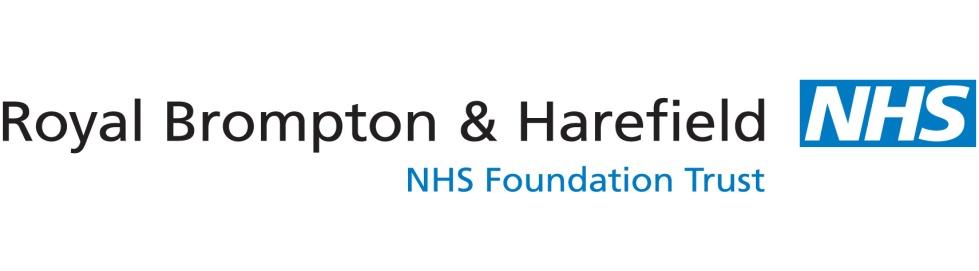 Royal Brompton & Harefield NHS
NHS Foundation Trust